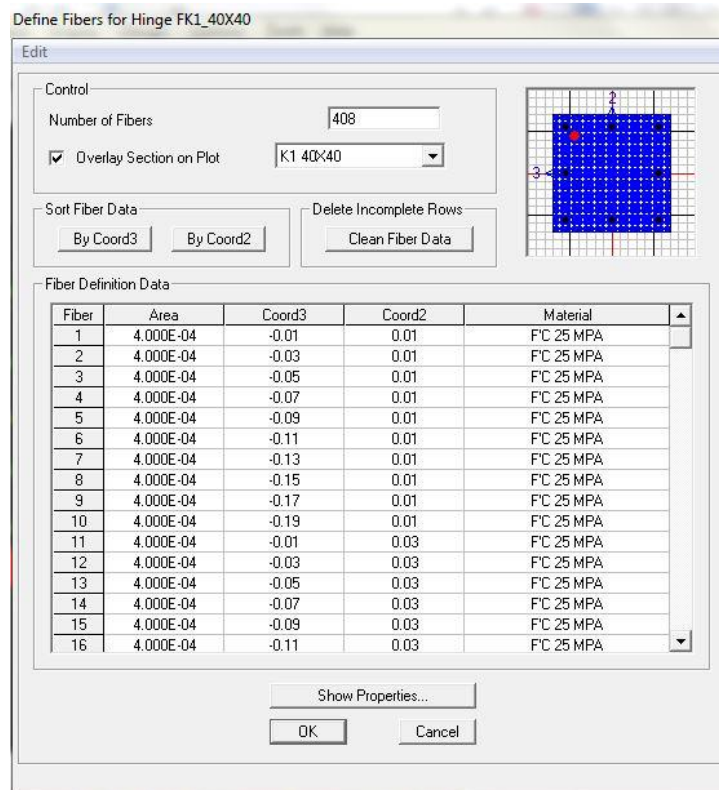 Define Fibers for Hinge FK1_40X40
Edit
Control
Number of Fibers 408
Overlay Section on Plot K1 40X40
2
3
Sort Fiber Data
By Coord3 By Coord2
Delete Incomplete Rows
Clean Fiber Data
Fiber Definition Data
Fiber Area Coord3 Coord2 Material
1 4.000E-04 -0.01 0.01 F'C 25 MPA
2 4.000E-04 -0.03 0.01 F'C 25 MPA
3 4.000E-04 -0.05 0.01 F'C 25 MPA
4 4.000E-04 -0.07 0.01 F'C 25 MPA
5 4.000E-04 -0.09 0.01 F'C 25 MPA
6 4.000E-04 -0.11 0.01 F'C 25 MPA
7 4.000E-04 -0.13 0.01 F'C 25 MPA
8 4.000E-04 -0.15 0.01 F'C 25 MPA
9 4.000E-04 -0.17 0.01 F'C 25 MPA
10 4.000E-04 -0.19 0.01 F'C 25 MPA
11 4.000E-04 -0.01 0.03 F'C 25 MPA
12 4.000E-04 -0.03 0.03 F'C 25 MPA
13 4.000E-04 -0.05 0.03 F'C 25 MPA
14 4.000E-04 -0.07 0.03 F'C 25 MPA
15 4.000E-04 -0.09 0.03 F'C 25 MPA
16 4.000E-04 -0.11 0.03 F'C 25 MPA
Show Properties...
OK Cancel